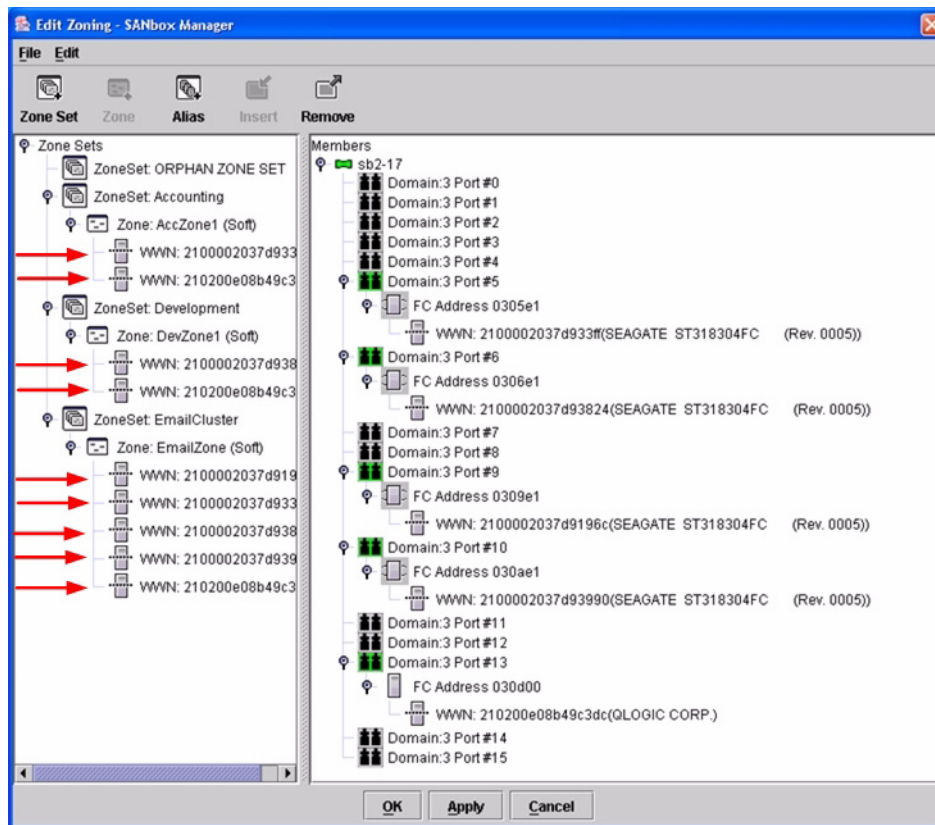 Edit Zoning - SANbox Manager
File Edit
Zone Set Zone Alias Insert Remove
Zone Sets
ZoneSet: ORPHAN ZONE SET
ZoneSet: Accounting
Zone: AccZone1 (Soft)
WWN: 2100002037d933
WWN: 210200e08b49c3
ZoneSet: Development
Zone: DevZone1 (Soft)
WWN: 2100002037d938
WWN: 210200e08b49c3
ZoneSet: EmailCluster
Zone: EmailZone (Soft)
WWN: 2100002037d919
WWN: 2100002037d933
WWN: 2100002037d938
WWN: 2100002037d939
WWN: 210200e08b49c3
Members
sb2-17
Domain:3 Port#0
Domain:3 Port#1
Domain:3 Port#2
Domain:3 Port#3
Domain:3 Port#4
Domain:3 Port#5
FC Address 0305e1
WWN: 2100002037d933ff(SEAGATE ST318304FC (Rev. 0005))
Domain:3 Port#6
FC Address 0306e1
WWN: 2100002037d93824(SEAGATE ST318304FC (Rev. 0005))
Domain:3 Port#7
Domain:3 Port#8
Domain:3 Port#9
FC Address 0309e1
WWN: 2100002037d9196c(SEAGATE ST318304FC (Rev. 0005))
Domain:3 Port#10
FC Address 030ae1
WWN: 2100002037d93990(SEAGATE ST318304FC (Rev. 0005))
Domain:3 Port#11
Domain:3 Port#12
Domain:3 Port#13
FC Address 030d00
WWN: 210200e08b49c3dc(QLOGIC CORP.)
Domain:3 Port#14
Domain:3 Port#15
OK Apply Cancel